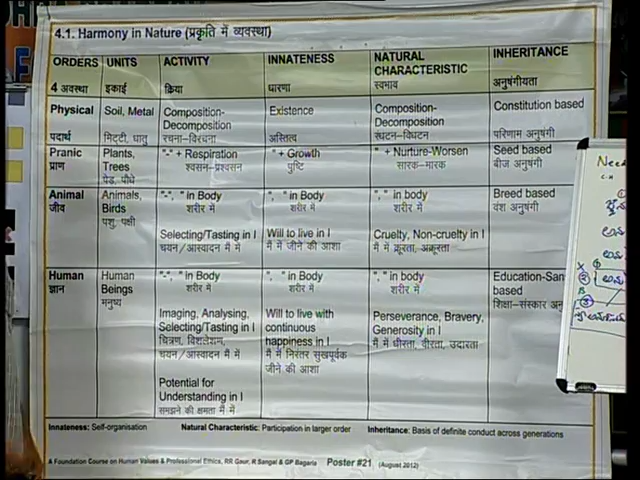 4.1. Harmony in Nature (प्रकृति में व्यवस्था)
ORDERS UNITS ACTIVITY INNATENESS NATURAL CHARACTERISTIC INHERITANCE
4 अवस्था इकाई क्रिया धारणा स्वभाव अनुषंगीयता
Physical Soil, Metal Composition- Existence Composition- Constitution based
Decomposition Decomposition
पदार्थ मिट्टी, धातु रचना-विरचना अस्तित्व संघटन-विघटन परिणाम अनुषंगी
Pranic Plants, "-" + Respiration " + Growth " + Nurture-Worsen Seed based
प्राण Trees श्वसन-प्रश्वसन पुष्टि सारक-मारक बीज अनुषंगी
पेड़, पौधे
Animal Animals, "-", " in Body ", " in Body ", " in body Breed based
जीव Birds शरीर में शरीर में शरीर में वंश अनुषंगी
पशु, पक्षी
Selecting/Tasting in I Will to live in I Cruelty, Non-cruelty in I
चयन/आस्वादन मैं में मैं में जीने की आशा मैं में क्रूरता, अक्रूरता
Human Human "-", " in Body ", " in Body ", " in body Education-San
ज्ञान Beings शरीर में शरीर में शरीर में based
मनुष्य शिक्षा-संस्कार अन
Imaging, Analysing, Will to live with Perseverance, Bravery,
Selecting/Tasting in I continuous Generosity in I
चित्रण, विश्लेषण, happiness in I मैं में धीरता, वीरता, उदारता
चयन/आस्वादन मैं में मैं में निरंतर सुखपूर्वक
जीने की आशा
Potential for
Understanding in I
समझने की क्षमता मैं में
Innateness: Self-organisation Natural Characteristic: Participation in larger order Inheritance: Basis of definite conduct across generations
A Foundation Course on Human Values & Professional Ethics, RR Gaur, R Sangal & GP Bagaria Poster #21 (August 2012)
Need